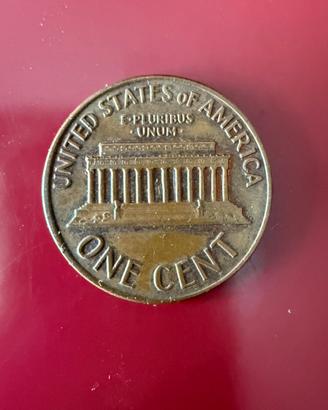 UNITED STATES oF AMERICA
E·PLURIBUS
·UNUM·
ONE CENT